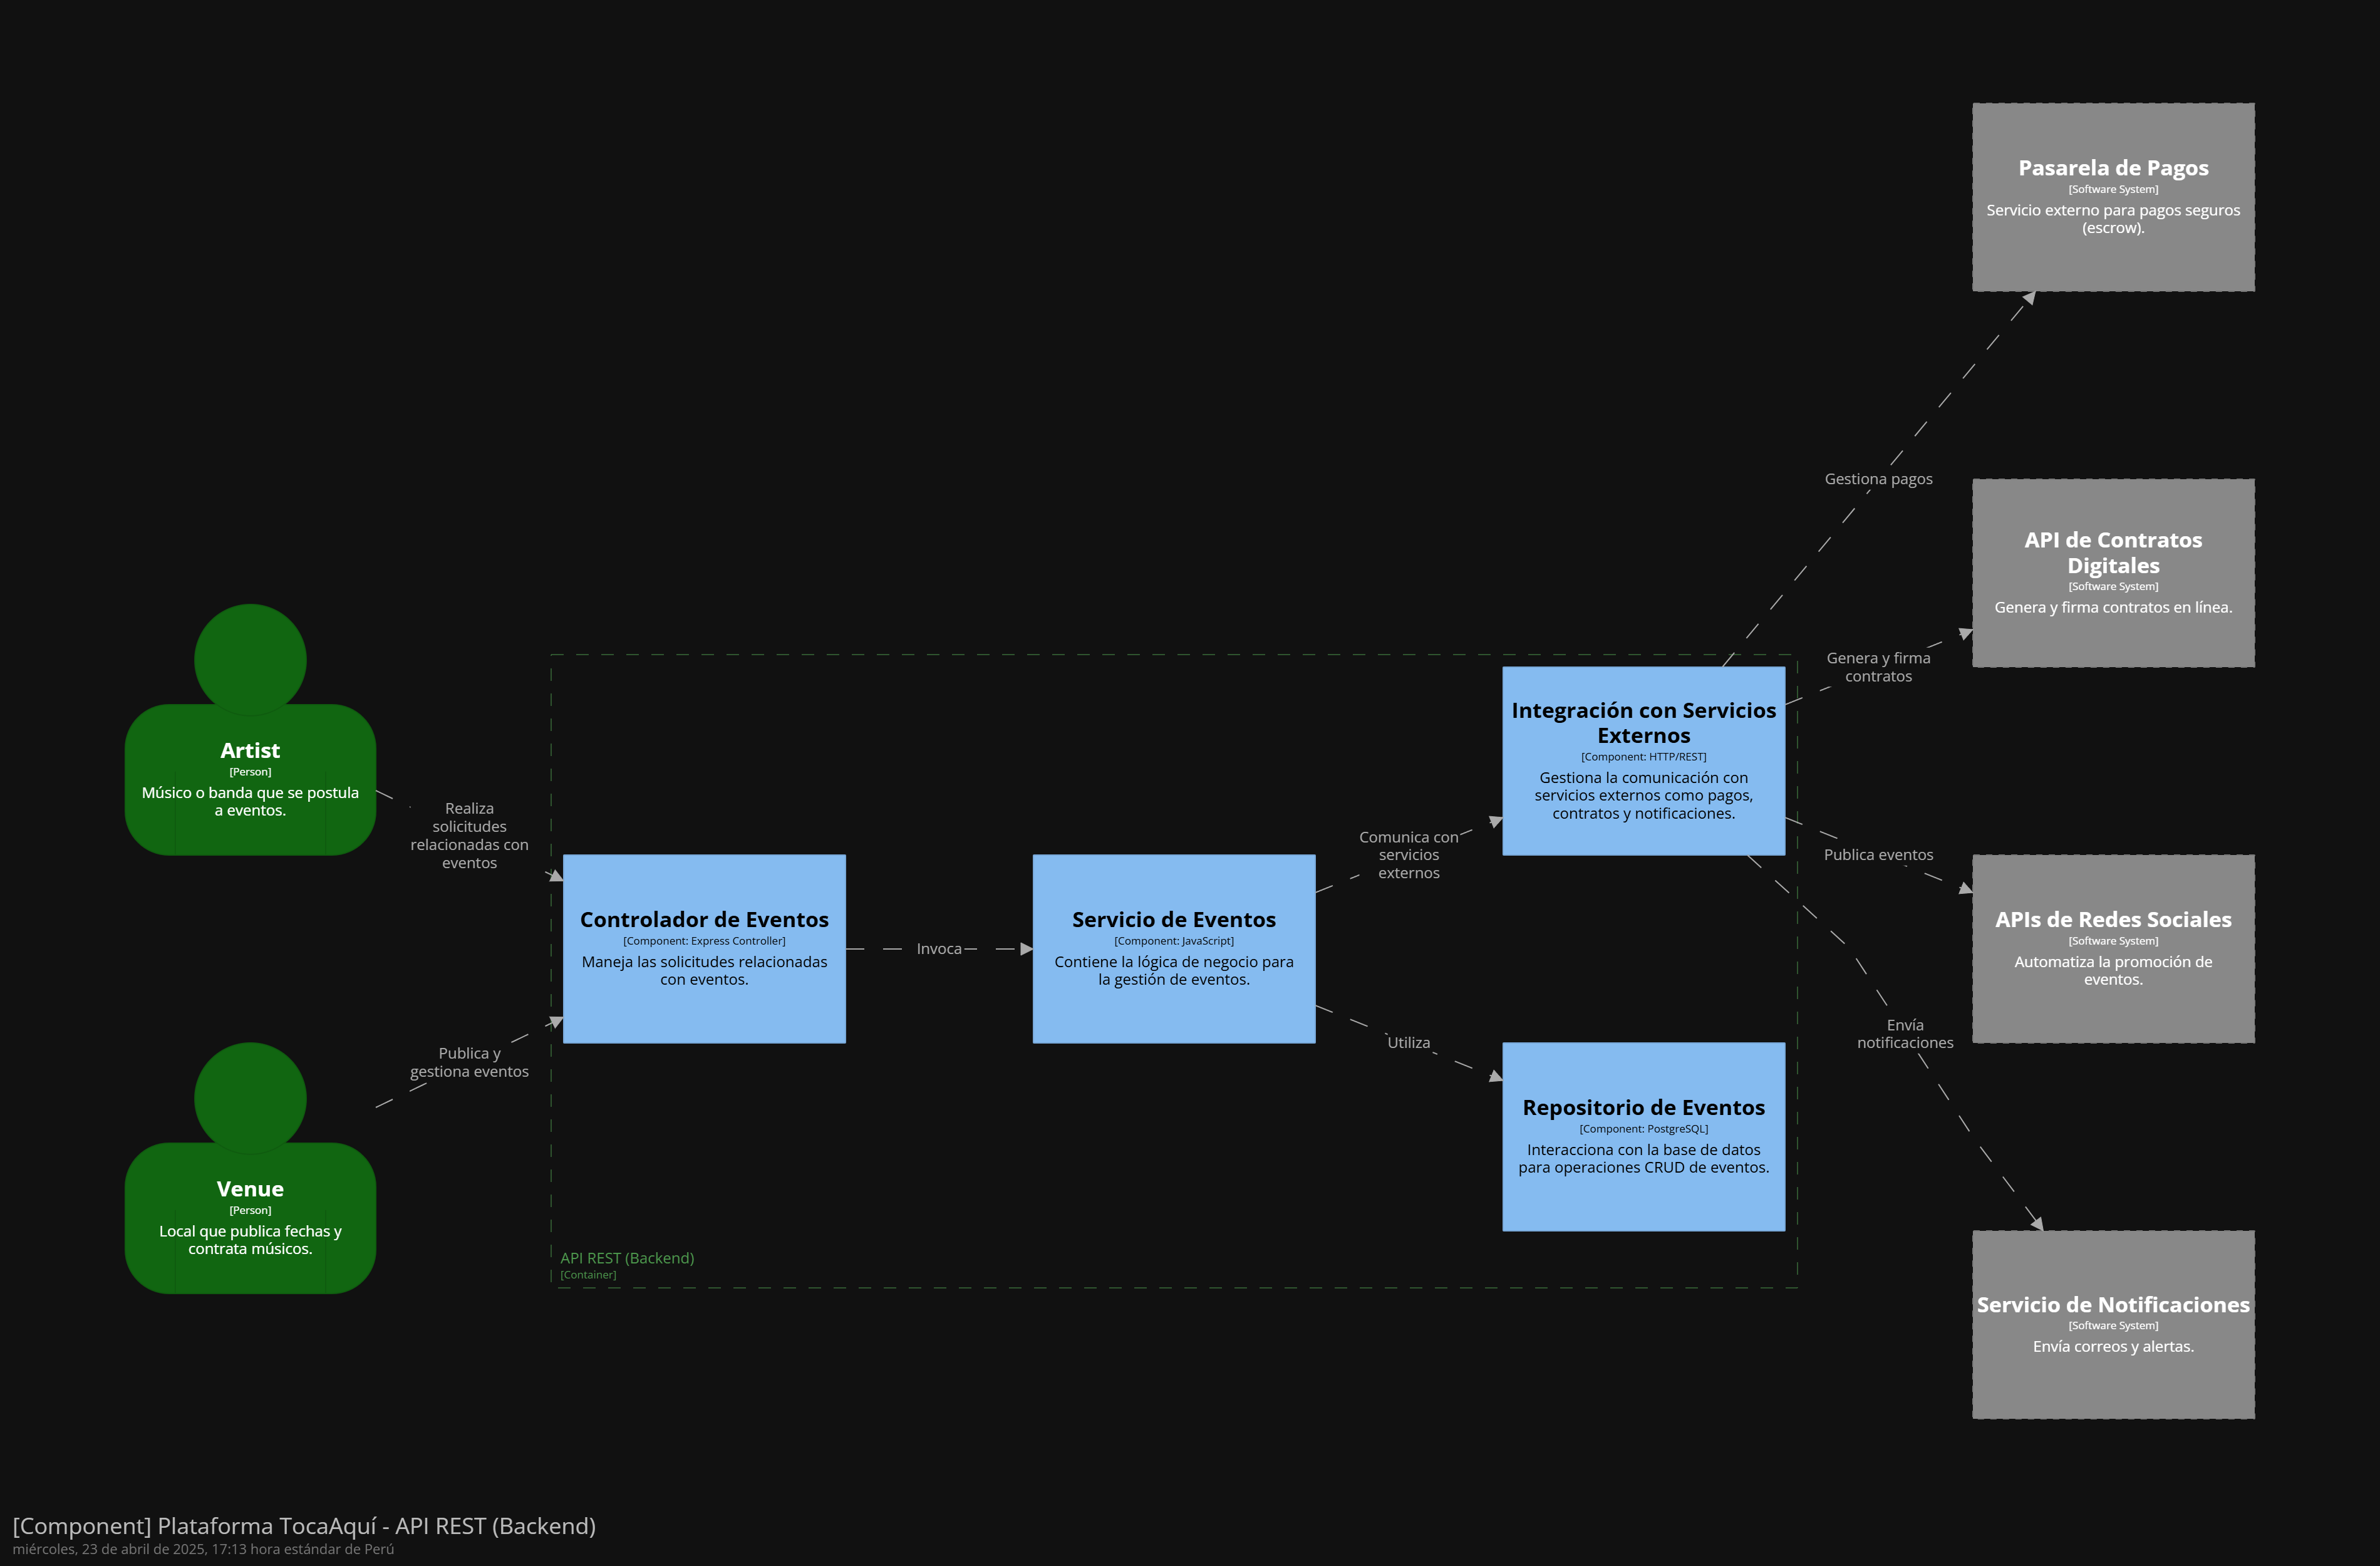 Pasarela de Pagos
[Software System]
Servicio externo para pagos seguros
(escrow).
Gestiona pagos
API de Contratos
Digitales
[Software System]
Genera y firma contratos en línea.
Genera y firma
contratos
Integración con Servicios
Externos
[Component: HTTP/REST]
Gestiona la comunicación con
servicios externos como pagos,
contratos y notificaciones.
Artist
[Person]
Músico o banda que se postula
a eventos.
Realiza
solicitudes
relacionadas con
eventos
Comunica con
servicios
externos
Publica eventos
Controlador de Eventos
[Component: Express Controller]
Maneja las solicitudes relacionadas
con eventos.
Invoca
Servicio de Eventos
[Component: JavaScript]
Contiene la lógica de negocio para
la gestión de eventos.
APIs de Redes Sociales
[Software System]
Automatiza la promoción de
eventos.
Publica y
gestiona eventos
Utiliza
Envía
notificaciones
Repositorio de Eventos
[Component: PostgreSQL]
Interacciona con la base de datos
para operaciones CRUD de eventos.
Venue
[Person]
Local que publica fechas y
contrata músicos.
API REST (Backend)
[Container]
Servicio de Notificaciones
[Software System]
Envía correos y alertas.
[Component] Plataforma TocaAquí - API REST (Backend)
miércoles, 23 de abril de 2025, 17:13 hora estándar de Perú